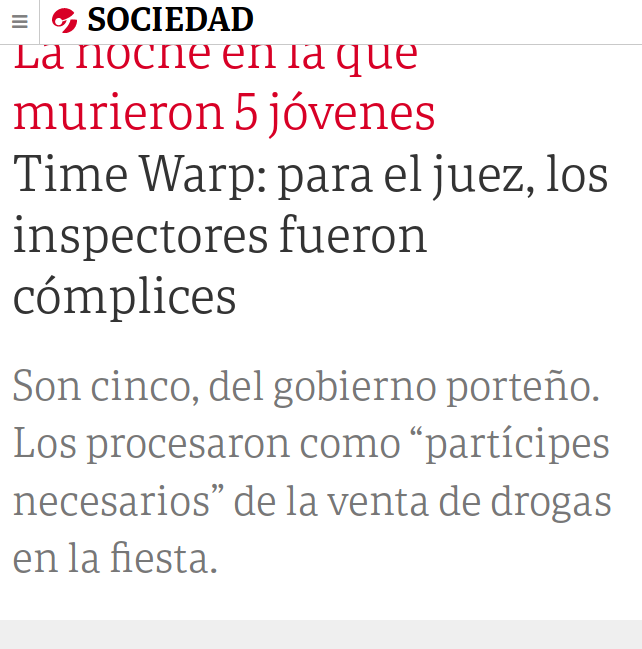 SOCIEDAD
La noche en la que
murieron 5 jóvenes
Time Warp: para el juez, los
inspectores fueron
cómplices
Son cinco, del gobierno porteño.
Los procesaron como “partícipes
necesarios” de la venta de drogas
en la fiesta.